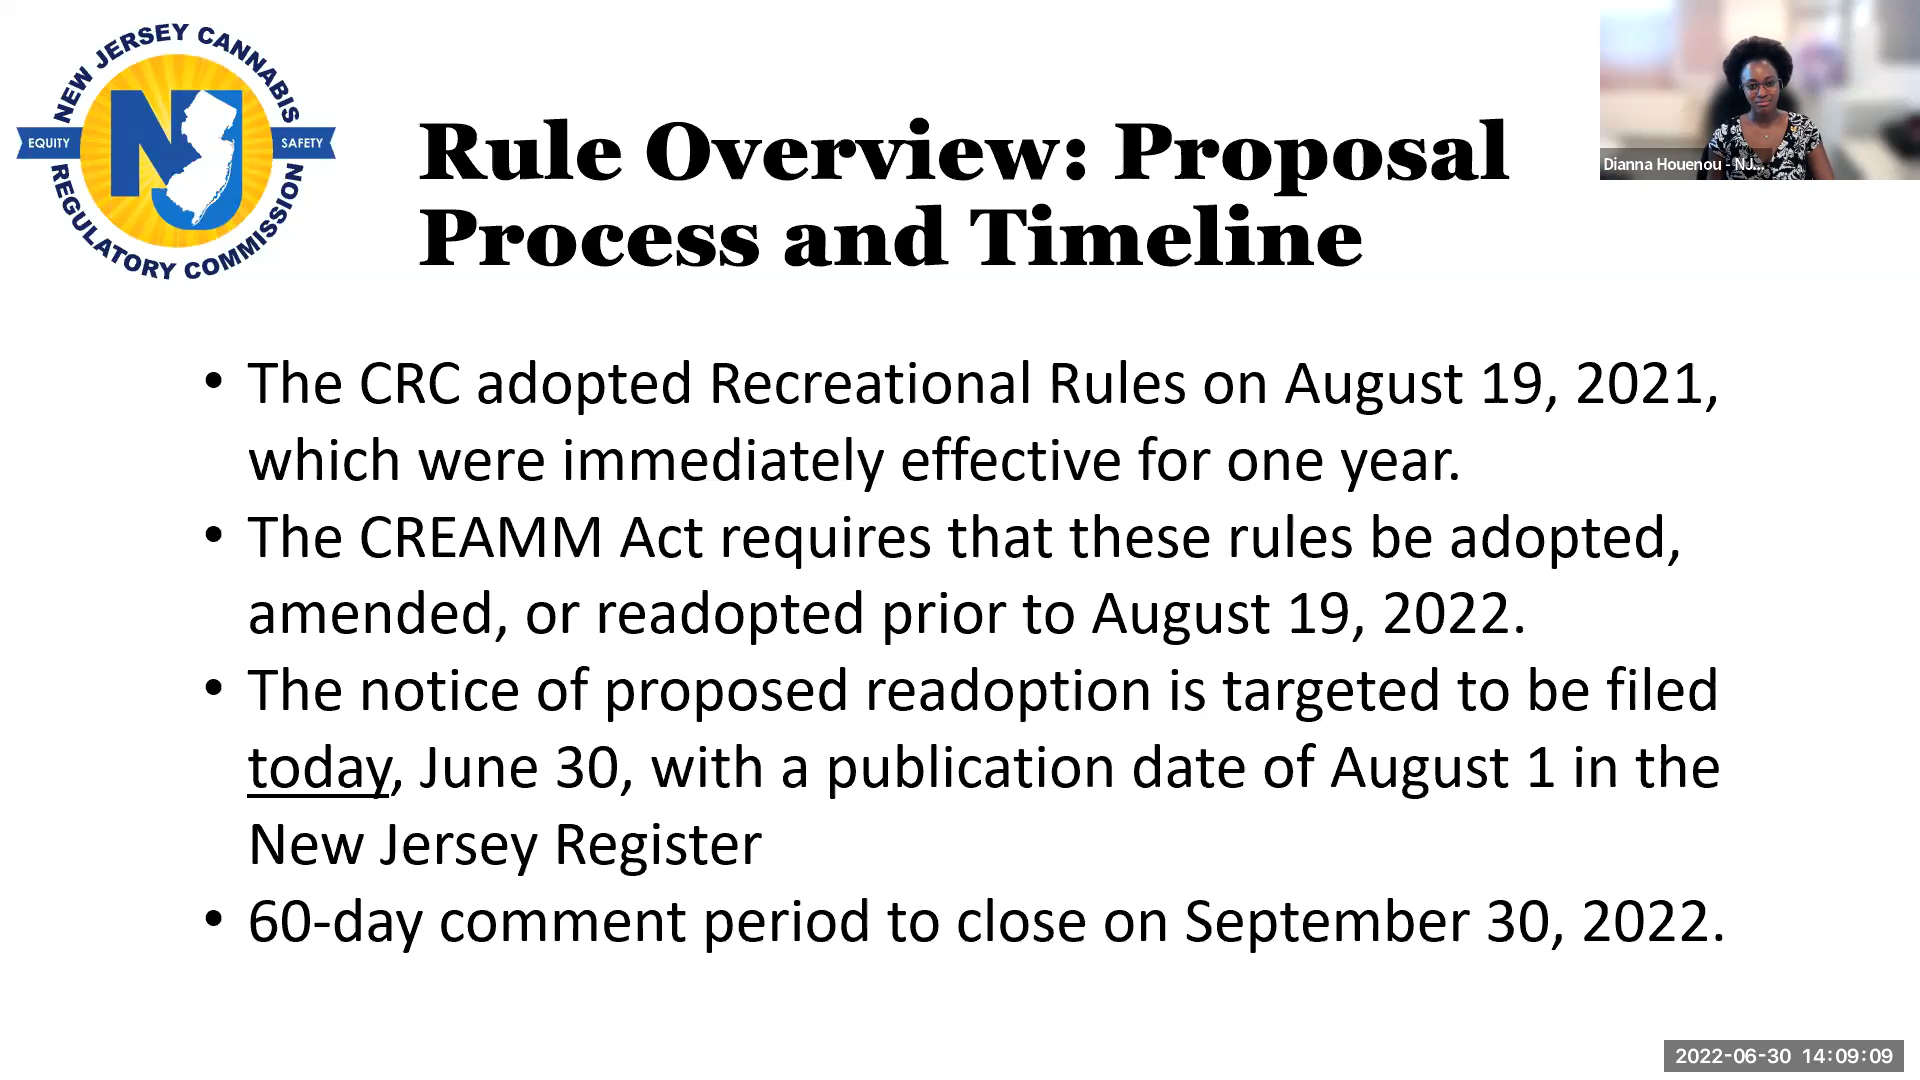 NEW JERSEY CANNABIS
EQUITY
NJ
SAFETY
REGULATORY COMMISSION
Rule Overview: Proposal
Process and Timeline
Dianna Houenou - NJ...
• The CRC adopted Recreational Rules on August 19, 2021,
which were immediately effective for one year.
• The CREAMM Act requires that these rules be adopted,
amended, or readopted prior to August 19, 2022.
• The notice of proposed readoption is targeted to be filed
today, June 30, with a publication date of August 1 in the
New Jersey Register
• 60-day comment period to close on September 30, 2022.
2022-06-30 14:09:09